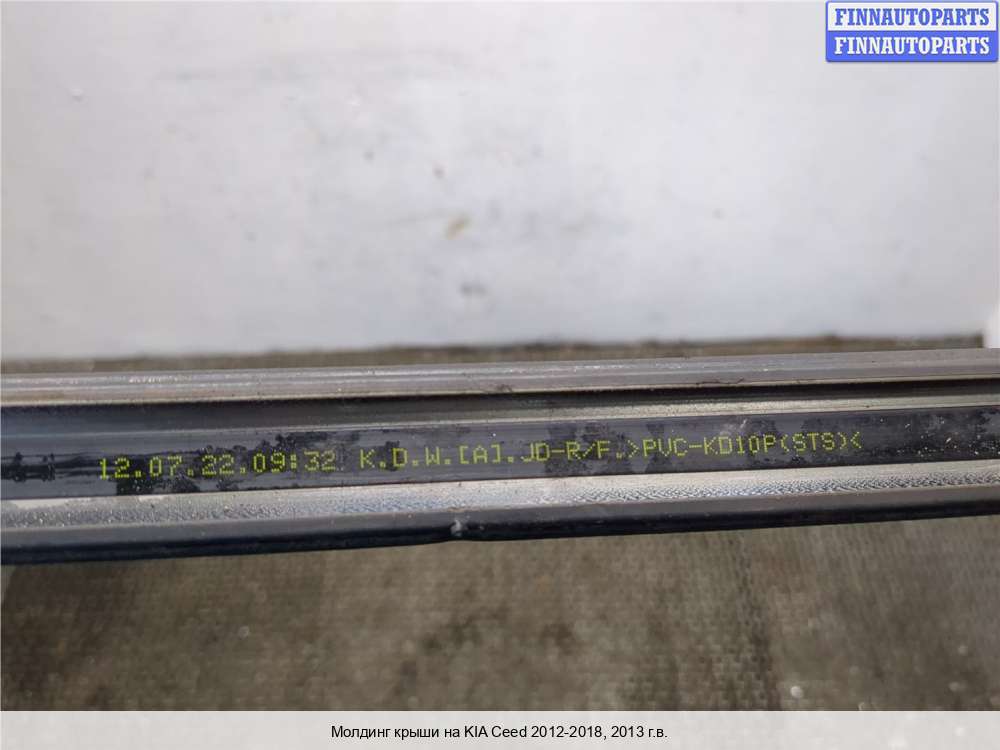 FINNAUTOPARTS
FINNAUTOPARTS
12.07.22.09:32 K.D.W.[A].JD-R/F.>PVC-KD10P(STS)<
Молдинг крыши на KIA Ceed 2012-2018, 2013 г.в.